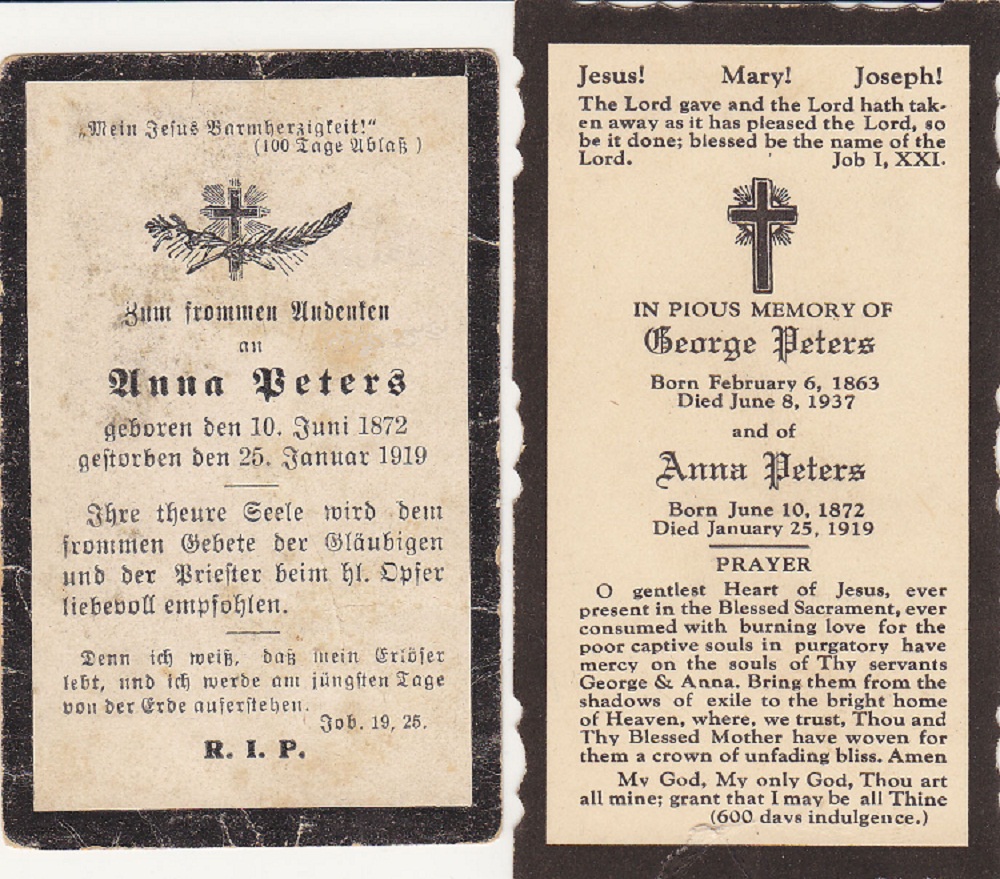 „Mein Jesus Barmherzigkeit!“
(100 Tage Ablaß )
Zum frommen Andenken
an
Anna Peters
geboren den 10. Juni 1872
gestorben den 25. Januar 1919
Ihre theure Seele wird dem
frommen Gebete der Gläubigen
und der Priester beim hl. Opfer
liebevoll empfohlen.
Denn ich weiß, daß mein Erlöser
lebt, und ich werde am jüngsten Tage
von der Erde auferstehen.
Job. 19, 25.
R. I. P.
Jesus! Mary! Joseph!
The Lord gave and the Lord hath tak-
en away as it has pleased the Lord, so
be it done; blessed be the name of the
Lord. Job I, XXI.
IN PIOUS MEMORY OF
George Peters
Born February 6, 1863
Died June 8, 1937
and of
Anna Peters
Born June 10, 1872
Died January 25, 1919
PRAYER
O gentlest Heart of Jesus, ever
present in the Blessed Sacrament, ever
consumed with burning love for the
poor captive souls in purgatory have
mercy on the souls of Thy servants
George & Anna. Bring them from the
shadows of exile to the bright home
of Heaven, where, we trust, Thou and
Thy Blessed Mother have woven for
them a crown of unfading bliss. Amen
My God, My only God, Thou art
all mine; grant that I may be all Thine
(600 days indulgence.)